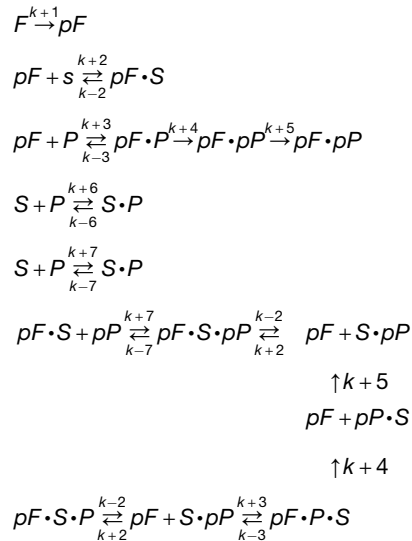 F k+1 → pF
pF + s k+2 ⇄ k−2 pF•S
pF + P k+3 ⇄ k−3 pF•P k+4 → pF•pP k+5 → pF•pP
S + P k+6 ⇄ k−6 S•P
S + P k+7 ⇄ k−7 S•P
pF•S + pP k+7 ⇄ k−7 pF•S•pP k−2 ⇄ k+2 pF + S•pP
↑k+5
pF + pP•S
↑k+4
pF•S•P k−2 ⇄ k+2 pF + S•pP k+3 ⇄ k−3 pF•P•S